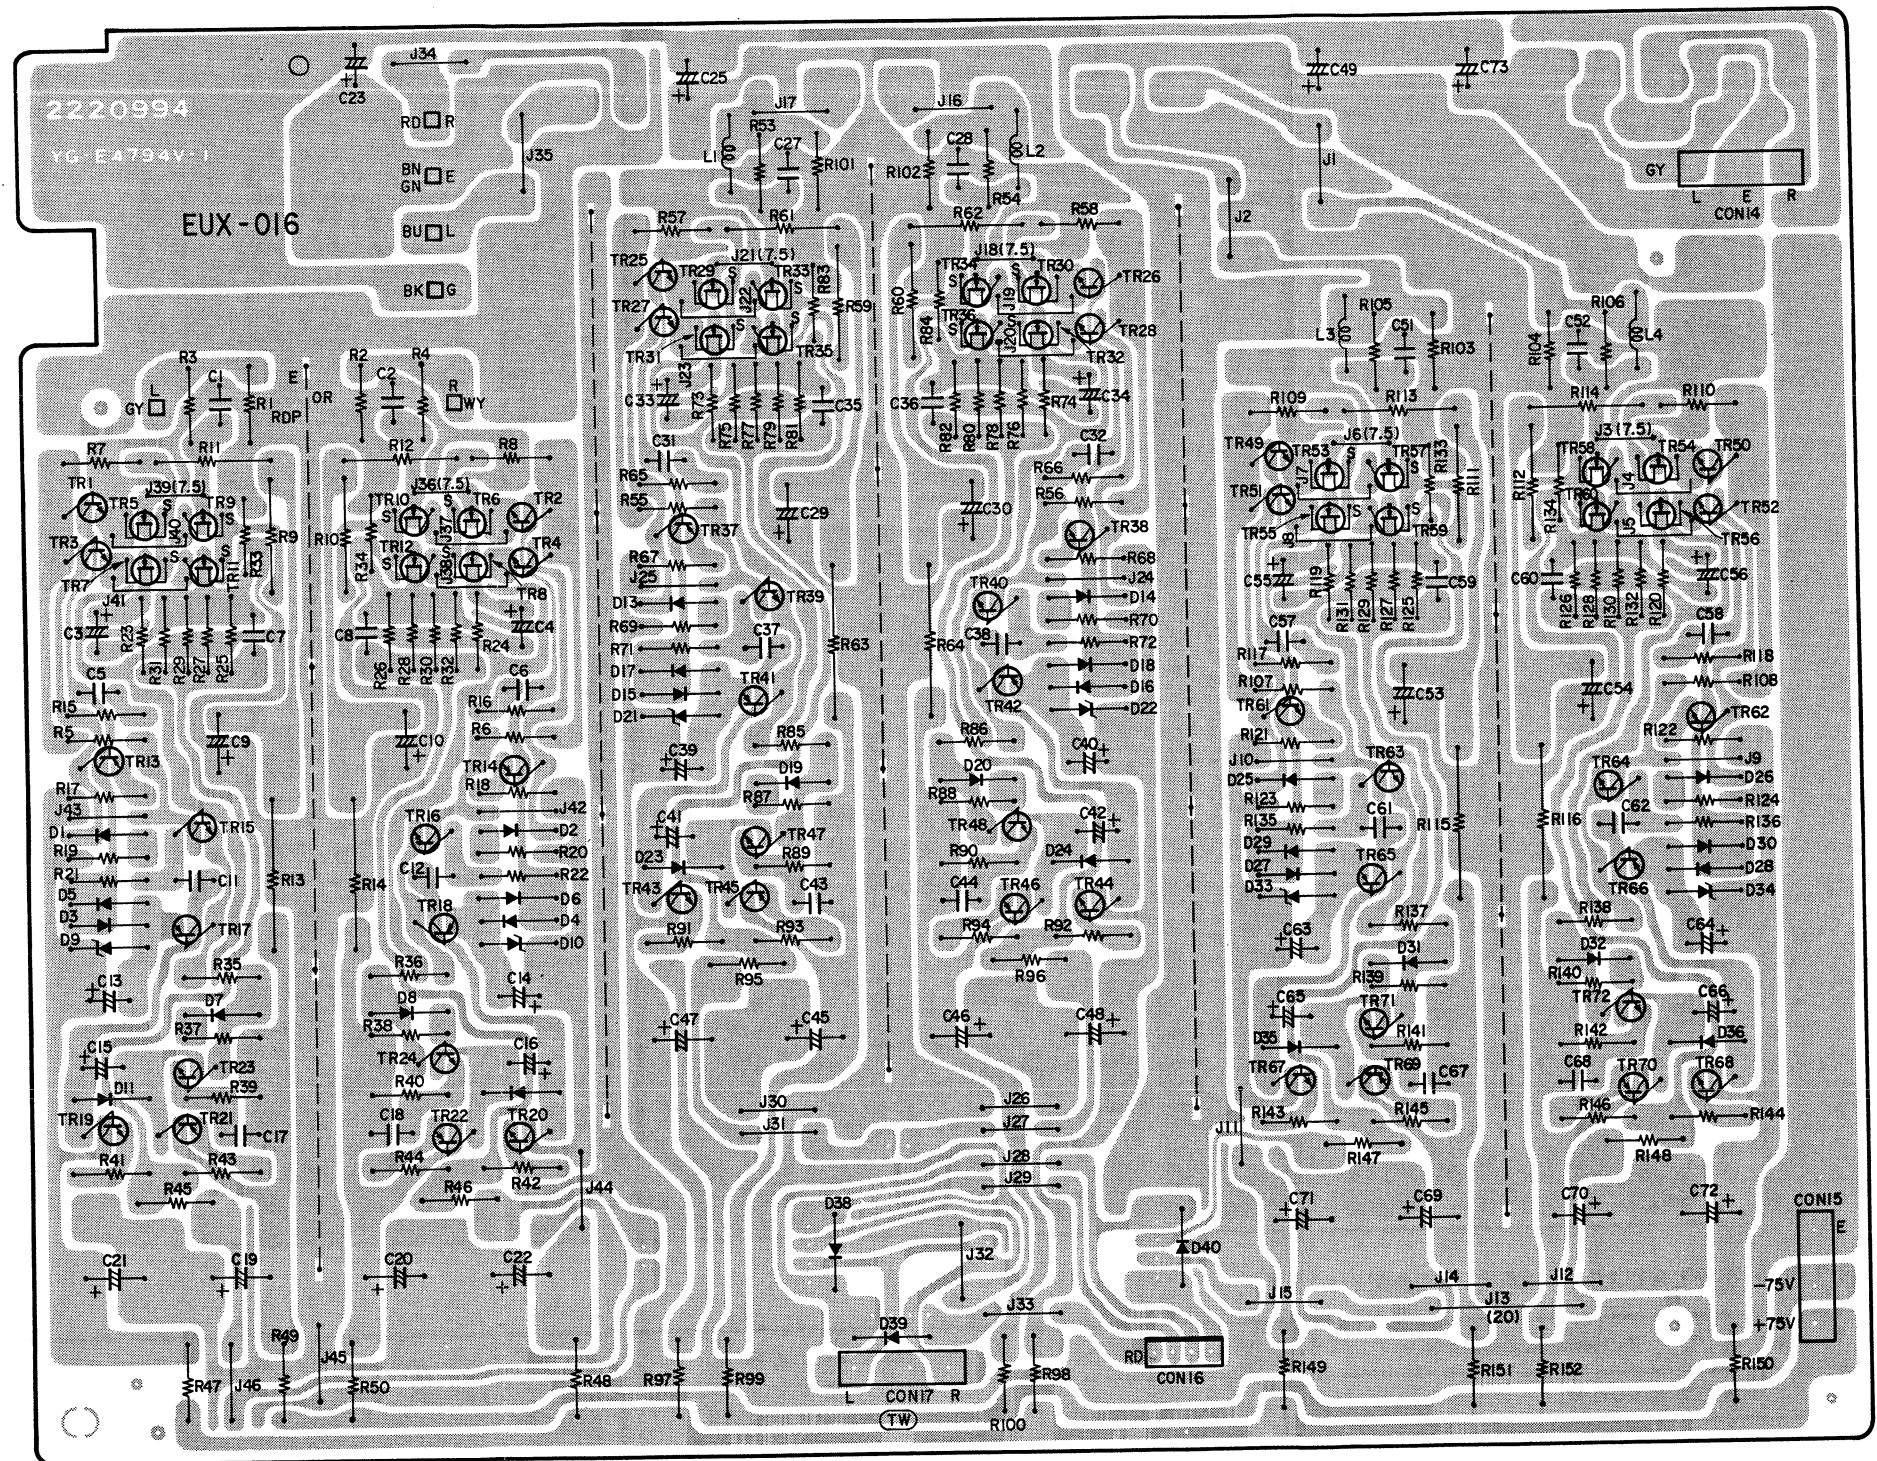 J34
C23
C25
C49
C73
2220994
YG-E4794V-1
RD R
J17
J16
J35
R53
C27
L1
R101
R102
C28
L2
R54
J1
BN
GN
E
GY
L E R
CON14
EUX-016
BU L
J2
R57
R61
R62
R58
BK G
TR25
J21(7.5)
TR29
S
TR33
S
R83
J22
TR27
R59
TR31
S
TR35
J23
J18(7.5)
TR34
S
TR30
TR26
R60
J19
R84
TR36
S
J20
S
TR28
TR32
C33
R73
R75
R77
R79
R81
C35
C36
R82
R80
R78
R76
R74
C34
R105
L3
C51
R103
R106
R104
C52
L4
R109
R113
R114
R110
R3
L
GY
C1
R1
E
RDP
OR
R2
C2
R4
R
WY
R7
R11
R12
R8
C31
R65
R55
TR37
C29
C30
C32
R66
R56
TR38
TR49
J6(7.5)
TR53
S
TR57
S
R133
R111
J7
TR51
TR55
S
TR59
J8
J3(7.5)
TR58
TR54
TR50
R112
R134
J4
TR60
J5
TR52
TR56
TR1
J39(7.5)
TR5
S
TR9
S
J40
TR3
TR7
S
S
TR11
J41
R33
R9
R10
R34
J36(7.5)
TR10
S
TR6
S
TR2
J37
TR12
S
J38
S
TR4
TR8
R67
J25
D13
R69
R71
D17
D15
D21
TR39
C37
TR41
R63
R64
TR40
C38
TR42
R68
J24
D14
R70
R72
D18
D16
D22
C55
R119
R131
R129
R127
R125
C59
C60
R126
R128
R130
R132
R120
C56
C57
R117
R107
TR61
R121
J10
D25
R123
R135
D29
D27
D33
C53
C54
C58
R118
R108
TR62
R122
J9
D26
R124
R136
D30
D28
D34
C3
R23
R31
R29
R27
R25
C7
C8
R26
R28
R30
R32
R24
C4
C5
R15
R5
TR13
C9
C10
C6
R16
R6
TR14
R18
R17
J43
D1
R19
R21
D5
D3
D9
TR15
C11
TR17
R13
R14
TR16
C12
TR18
J42
D2
R20
R22
D6
D4
D10
C39
R85
D19
R87
R86
D20
R88
C40
C41
TR47
D23
R89
TR43
TR45
C43
R91
R93
R95
TR48
C42
R90
D24
C44
TR46
TR44
R94
R92
R96
TR63
C61
TR65
R115
R116
TR64
C62
TR66
R137
C63
D31
R139
R138
D32
R140
C64
C13
R35
D7
R37
R36
D8
R38
C14
C47
C45
C46
C48
C65
TR71
D35
R141
TR67
TR69
C67
R143
R145
R147
TR72
C66
R142
D36
C68
TR70
TR68
R146
R144
R148
C15
TR23
D11
R39
TR19
TR21
C17
R41
R43
R45
TR24
C16
R40
C18
TR22
TR20
R44
R42
R46
J44
J30
J31
J26
J27
J28
J29
J11
D38
J32
D40
C71
C69
C70
C72
CON15
E
-75V
+75V
C21
C19
C20
C22
J14
J12
J15
J13
(20)
J33
D39
R49
J45
R47
J46
R50
R48
R97
R99
L CON17 R
TW
R98
R100
RD
CON16
R149
R151
R152
R150